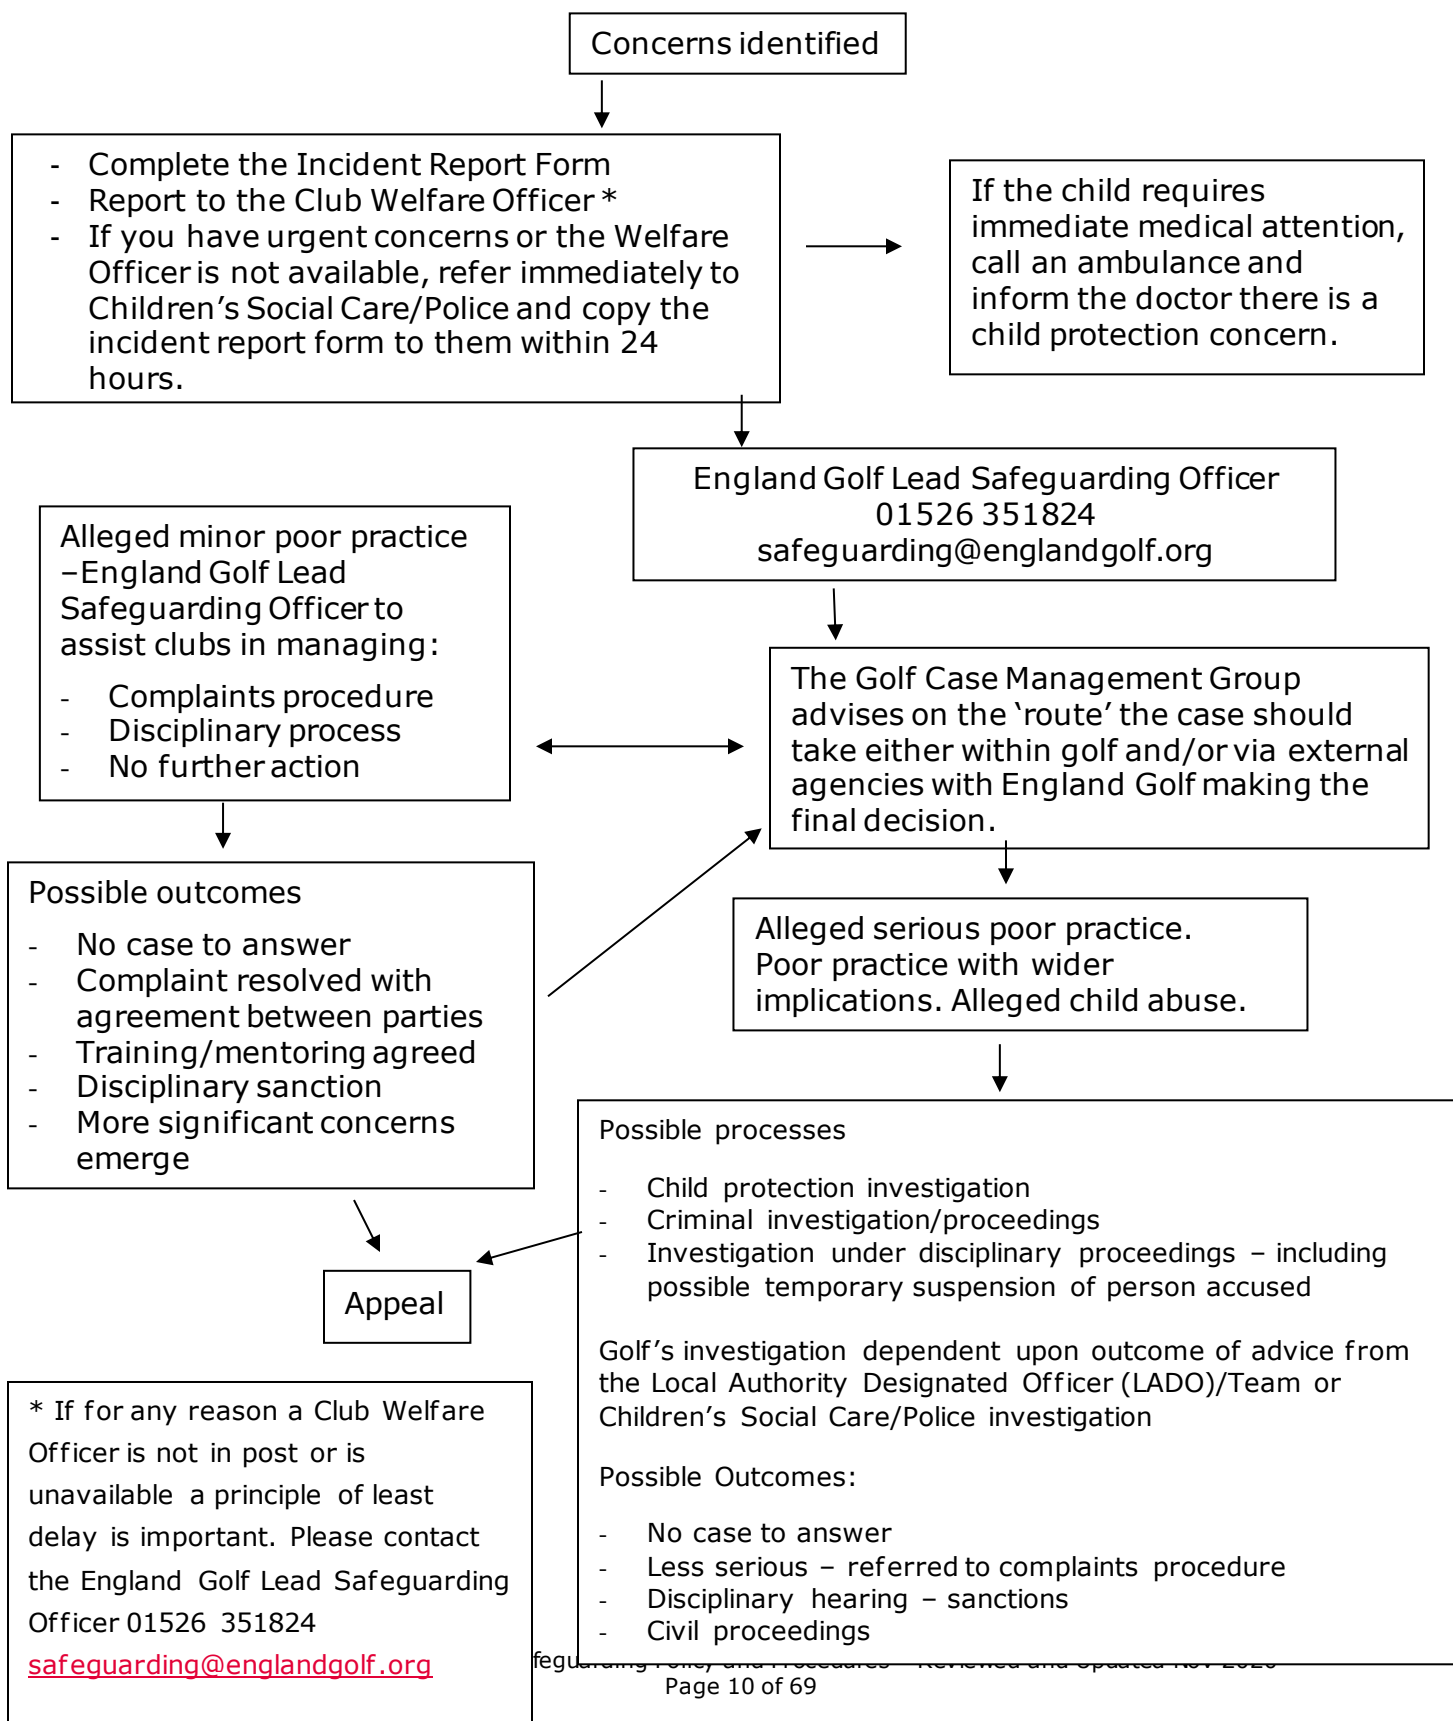 Concerns identified
- Complete the Incident Report Form
- Report to the Club Welfare Officer *
- If you have urgent concerns or the Welfare
Officer is not available, refer immediately to
Children’s Social Care/Police and copy the
incident report form to them within 24
hours.
If the child requires
immediate medical attention,
call an ambulance and
inform the doctor there is a
child protection concern.
England Golf Lead Safeguarding Officer
01526 351824
safeguarding@englandgolf.org
Alleged minor poor practice
–England Golf Lead
Safeguarding Officer to
assist clubs in managing:
- Complaints procedure
- Disciplinary process
- No further action
The Golf Case Management Group
advises on the ‘route’ the case should
take either within golf and/or via external
agencies with England Golf making the
final decision.
Possible outcomes
- No case to answer
- Complaint resolved with
agreement between parties
- Training/mentoring agreed
- Disciplinary sanction
- More significant concerns
emerge
Alleged serious poor practice.
Poor practice with wider
implications. Alleged child abuse.
Possible processes
- Child protection investigation
- Criminal investigation/proceedings
- Investigation under disciplinary proceedings – including
possible temporary suspension of person accused
Golf’s investigation dependent upon outcome of advice from
the Local Authority Designated Officer (LADO)/Team or
Children’s Social Care/Police investigation
Possible Outcomes:
- No case to answer
- Less serious – referred to complaints procedure
- Disciplinary hearing – sanctions
- Civil proceedings
Appeal
* If for any reason a Club Welfare
Officer is not in post or is
unavailable a principle of least
delay is important. Please contact
the England Golf Lead Safeguarding
Officer 01526 351824
safeguarding@englandgolf.org
Page 10 of 69